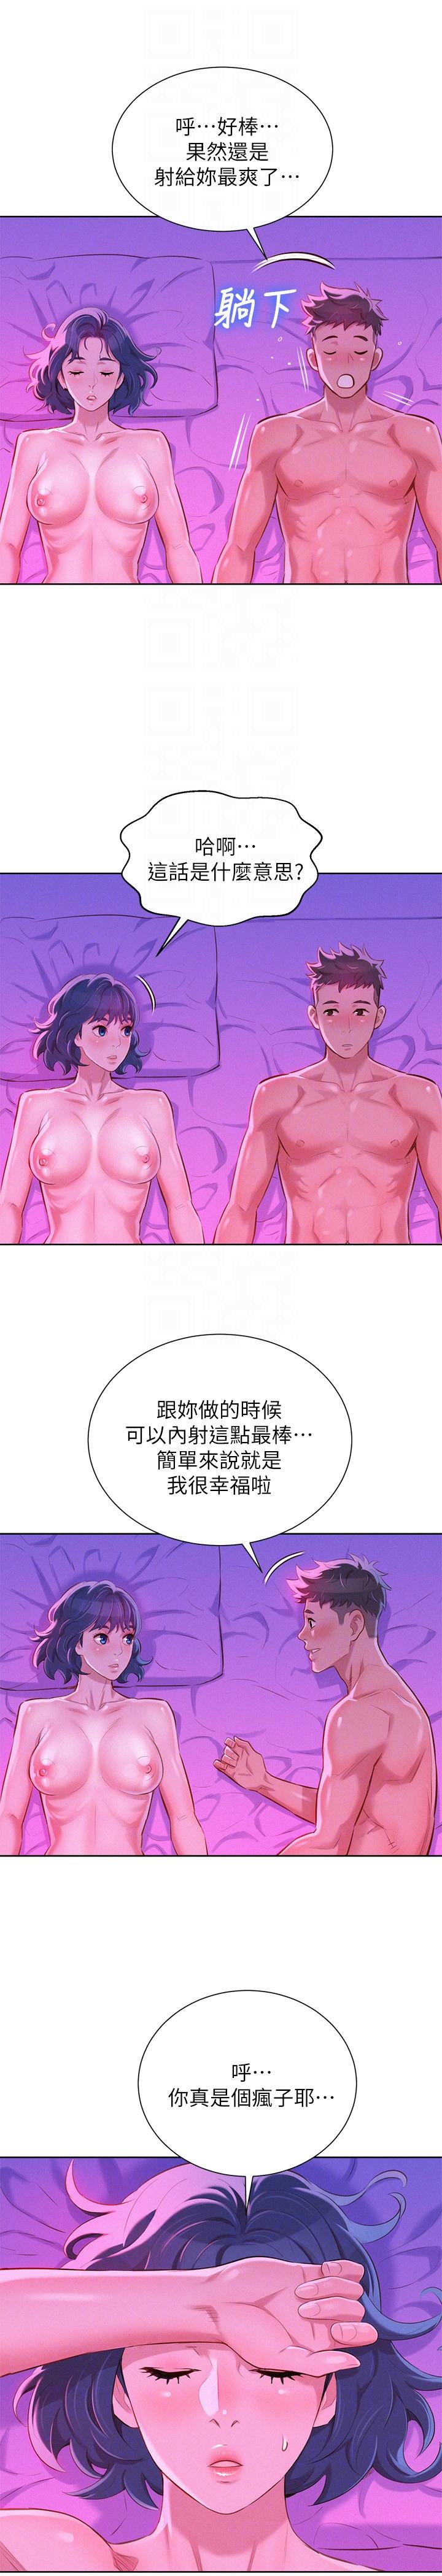 呼…好棒…
果然還是
射給妳最爽了…
躺下
哈啊…
這話是什麼意思?
跟妳做的時候
可以內射這點最棒…
簡單來說就是
我很幸福啦
呼…
你真是個瘋子耶…